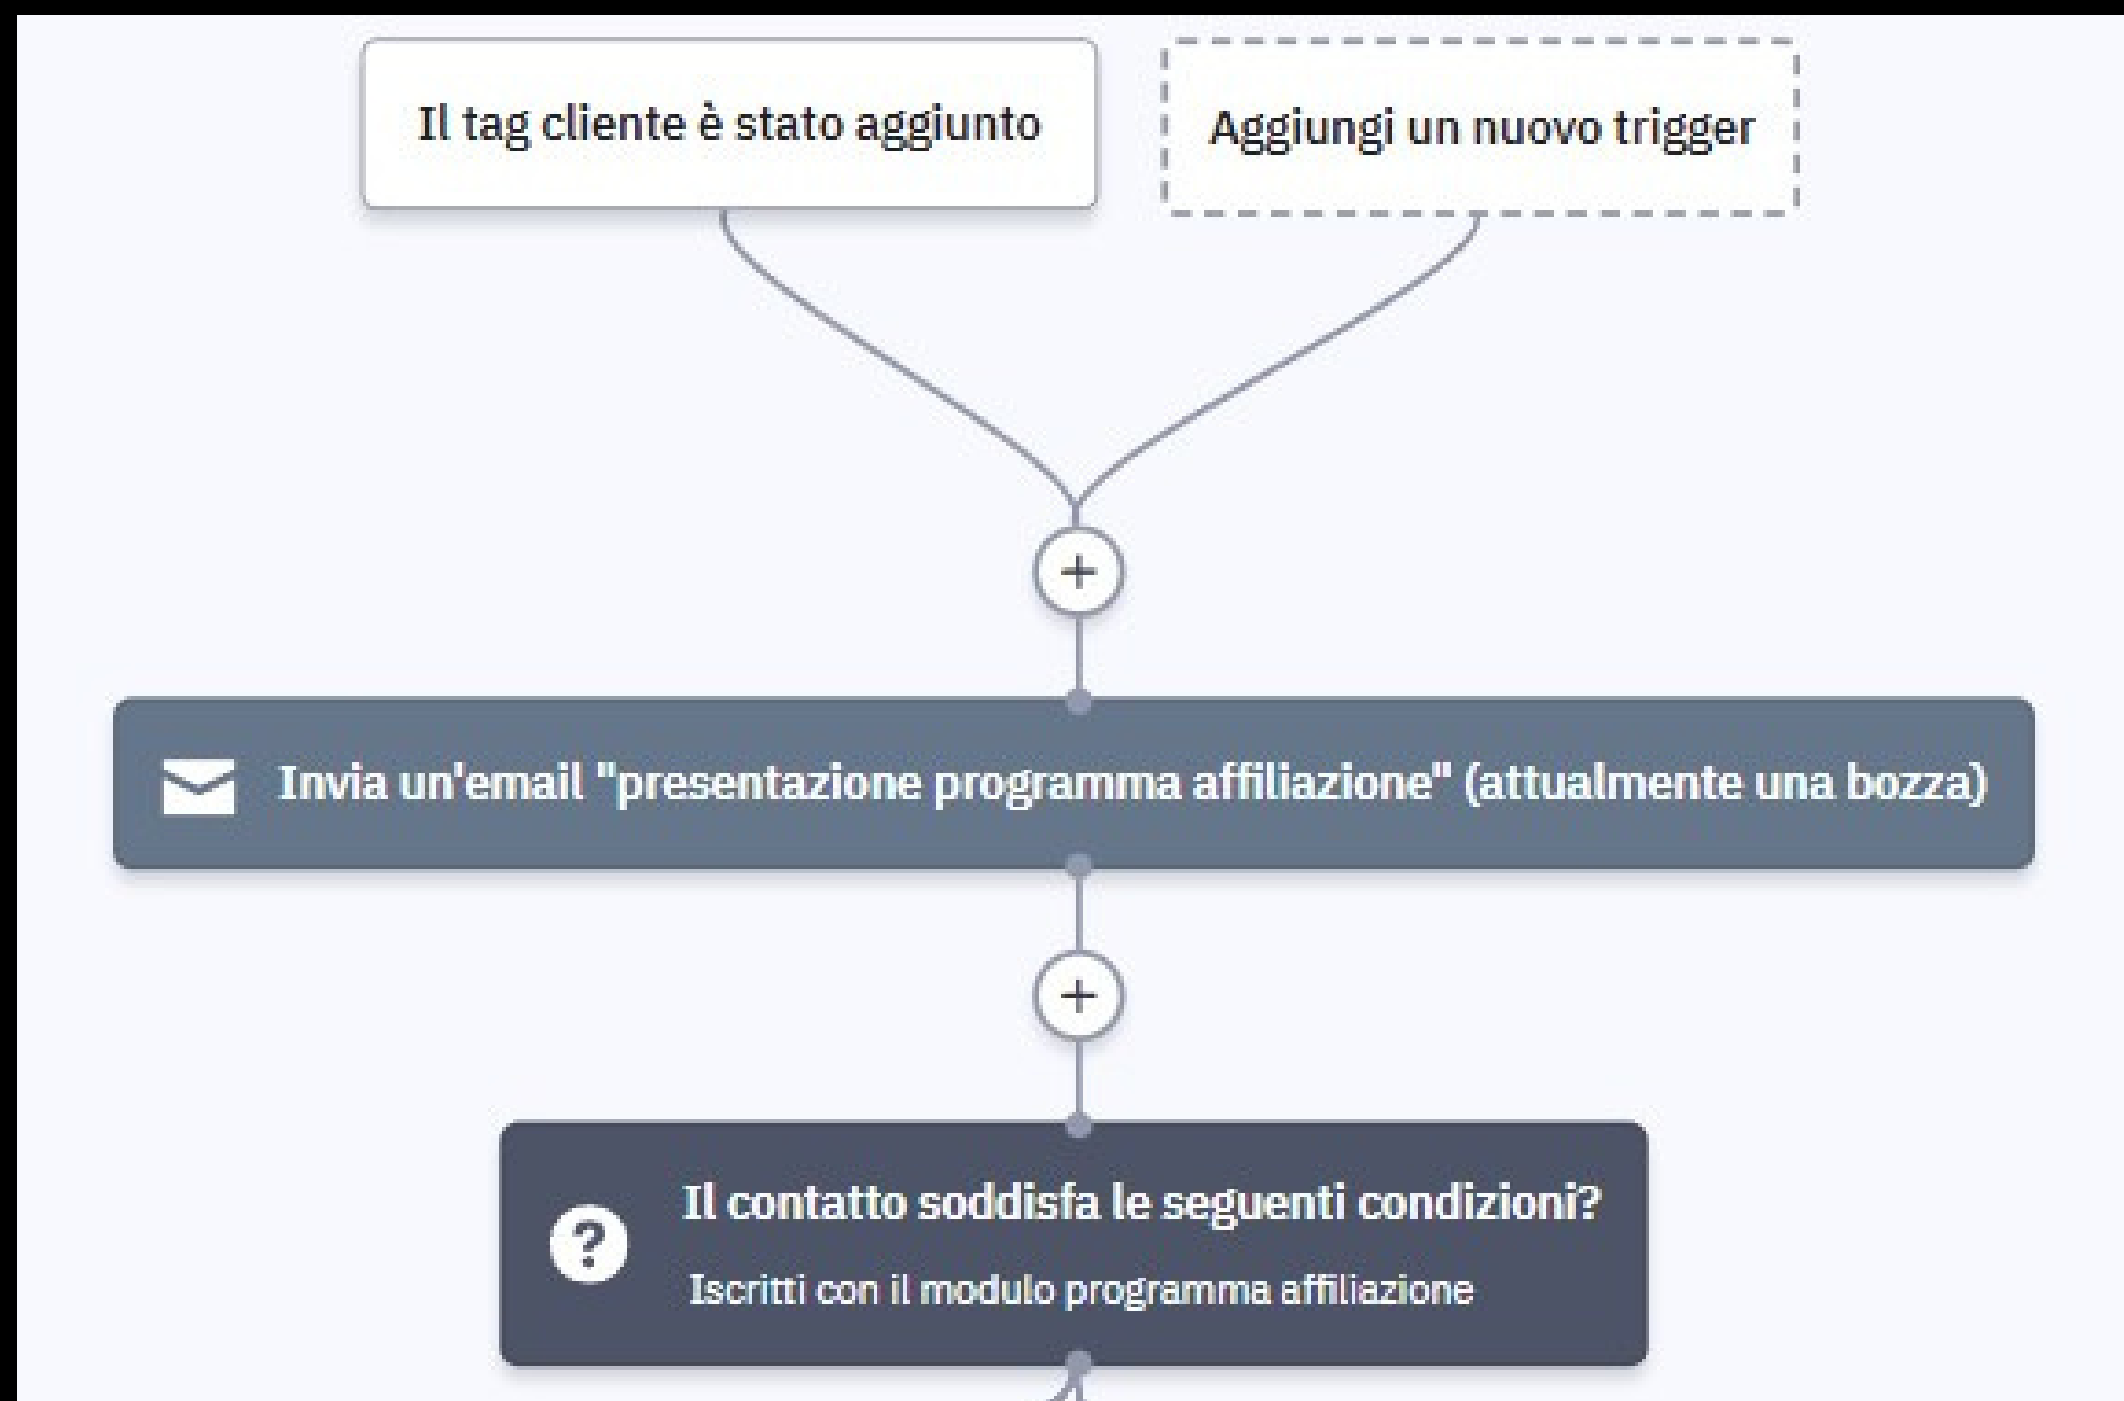 Il tag cliente è stato aggiunto
Aggiungi un nuovo trigger
Invia un'email "presentazione programma affiliazione" (attualmente una bozza)
Il contatto soddisfa le seguenti condizioni?
Iscritti con il modulo programma affiliazione